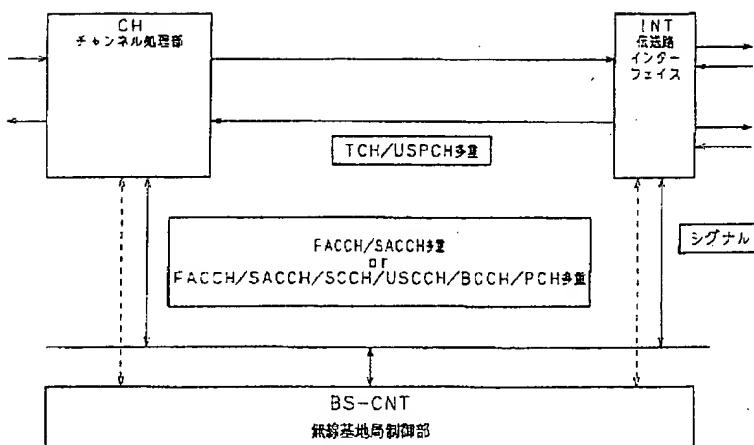 CH
チャンネル処理部
INT
伝送路
インター
フェイス
TCH/USPCH多重
FACCH/SACCH多重
or
FACCH/SACCH/SCCH/USCCH/BCCH/PCH多重
シグナル
BS-CNT
無線基地局制御部